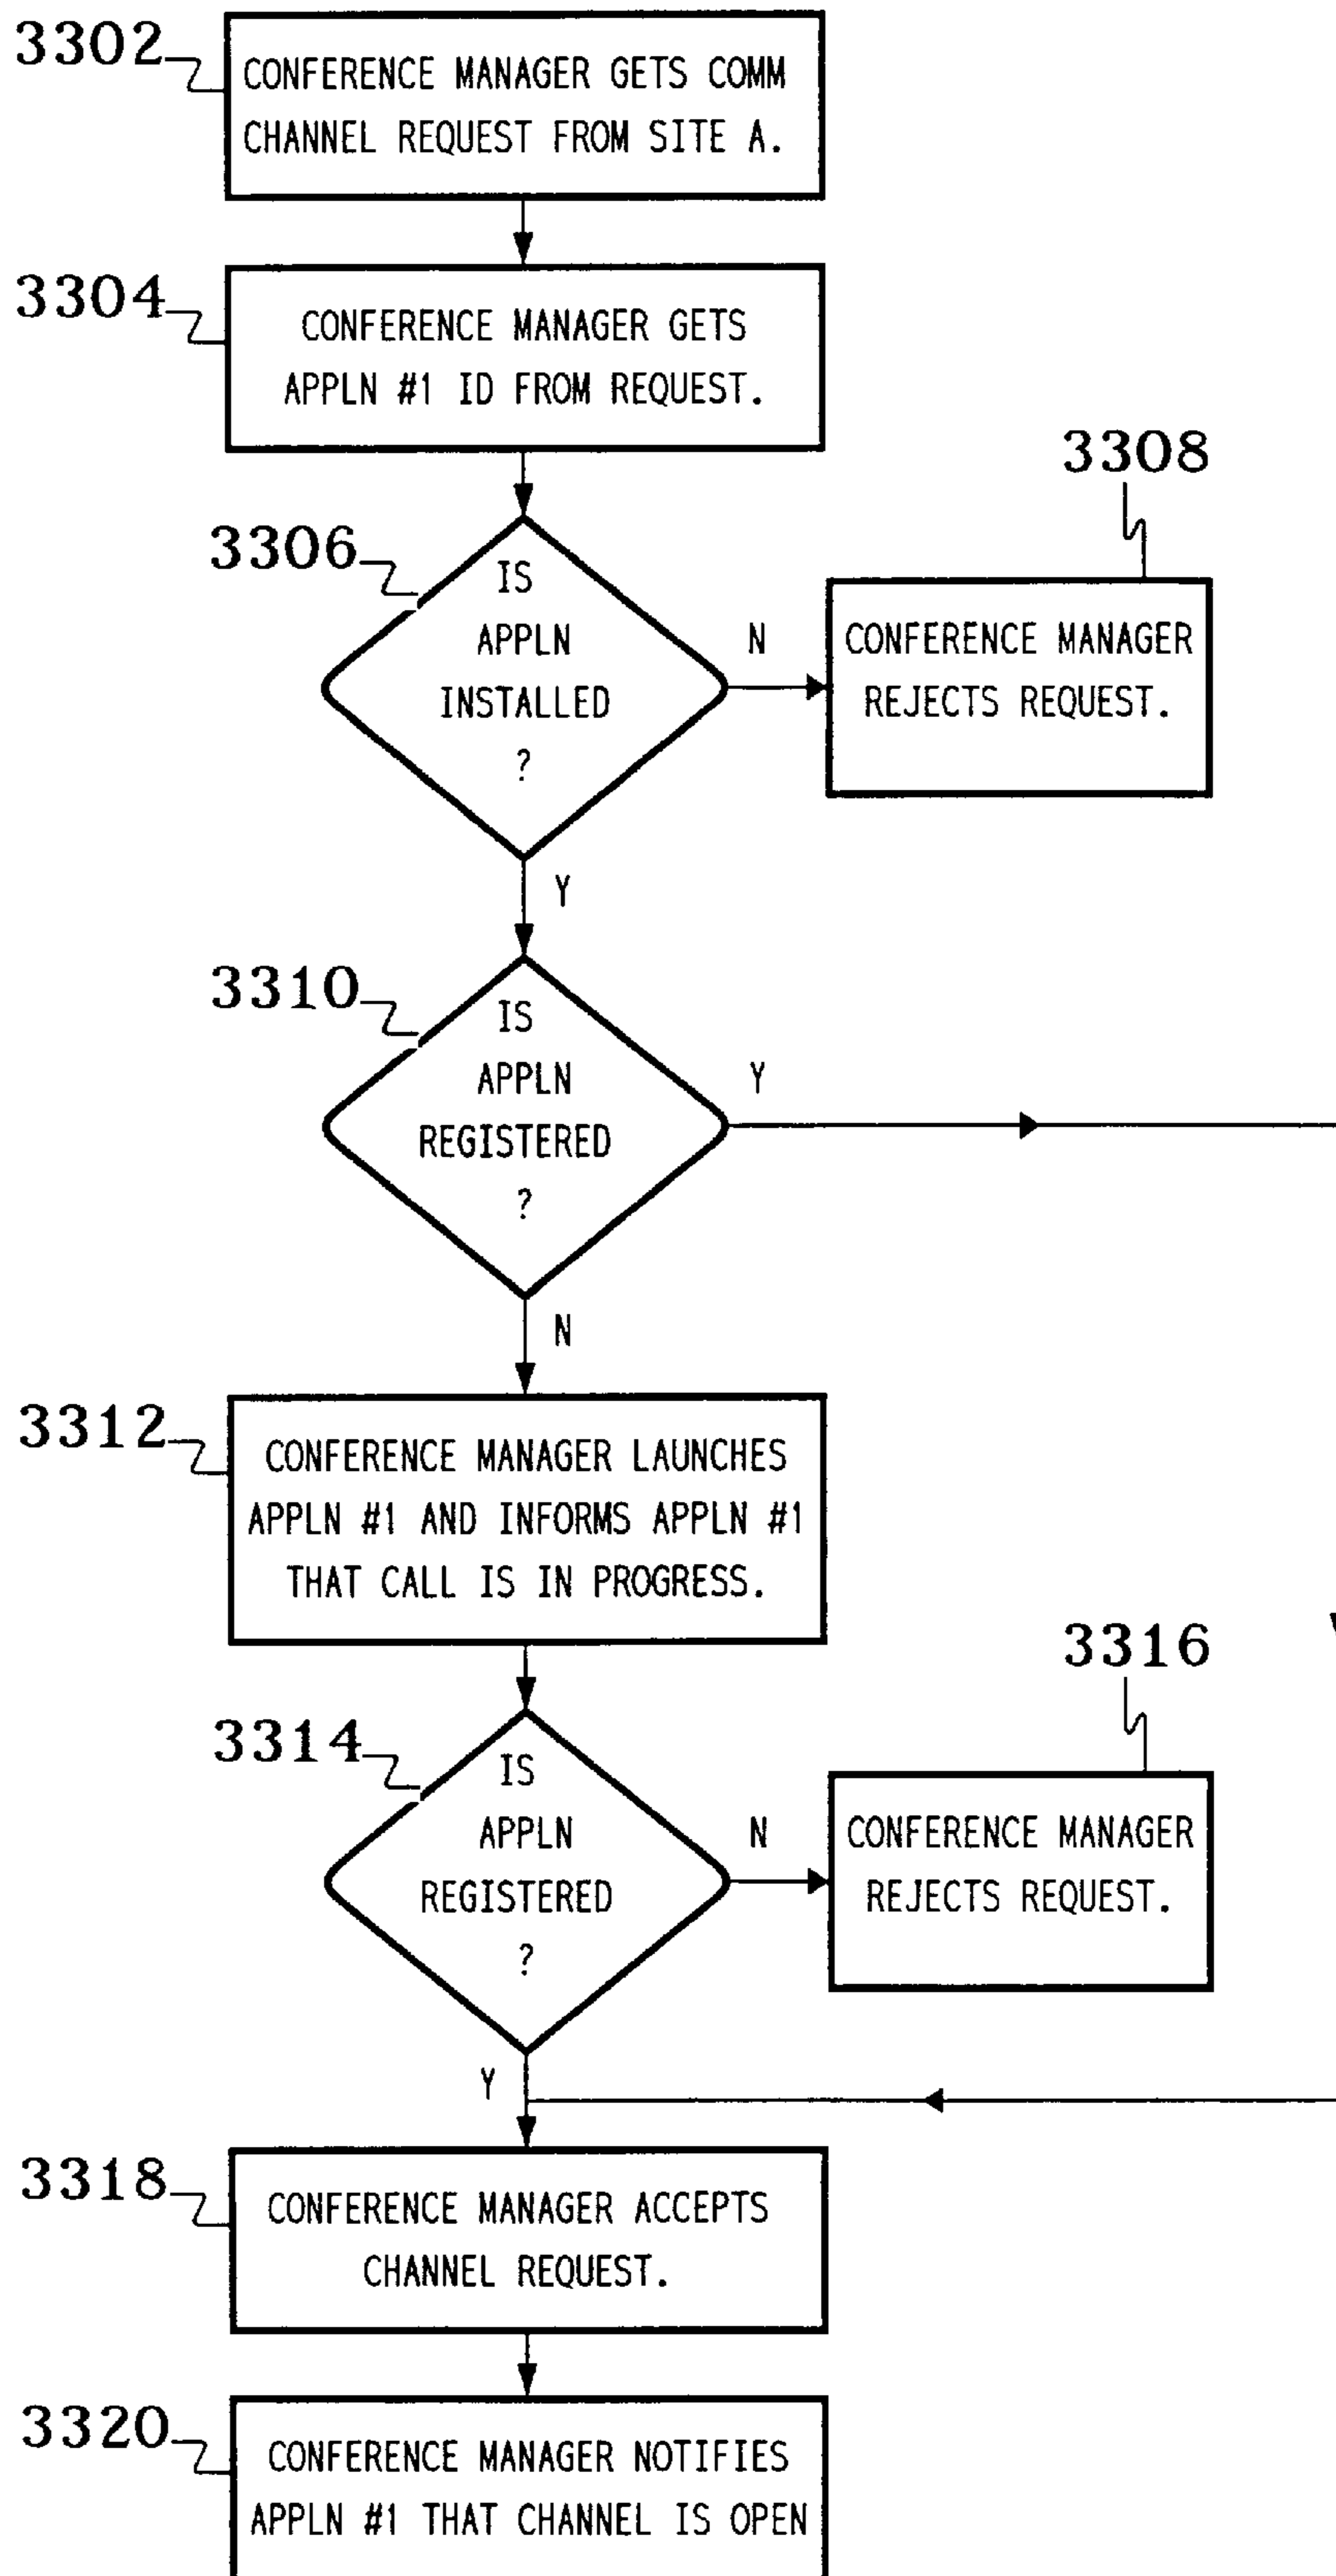 3302
CONFERENCE MANAGER GETS COMM
CHANNEL REQUEST FROM SITE A.
3304
CONFERENCE MANAGER GETS
APPLN #1 ID FROM REQUEST.
3306
IS
APPLN
INSTALLED
?
N
3308
CONFERENCE MANAGER
REJECTS REQUEST.
Y
3310
IS
APPLN
REGISTERED
?
Y
N
3312
CONFERENCE MANAGER LAUNCHES
APPLN #1 AND INFORMS APPLN #1
THAT CALL IS IN PROGRESS.
3314
IS
APPLN
REGISTERED
?
N
3316
CONFERENCE MANAGER
REJECTS REQUEST.
Y
3318
CONFERENCE MANAGER ACCEPTS
CHANNEL REQUEST.
3320
CONFERENCE MANAGER NOTIFIES
APPLN #1 THAT CHANNEL IS OPEN